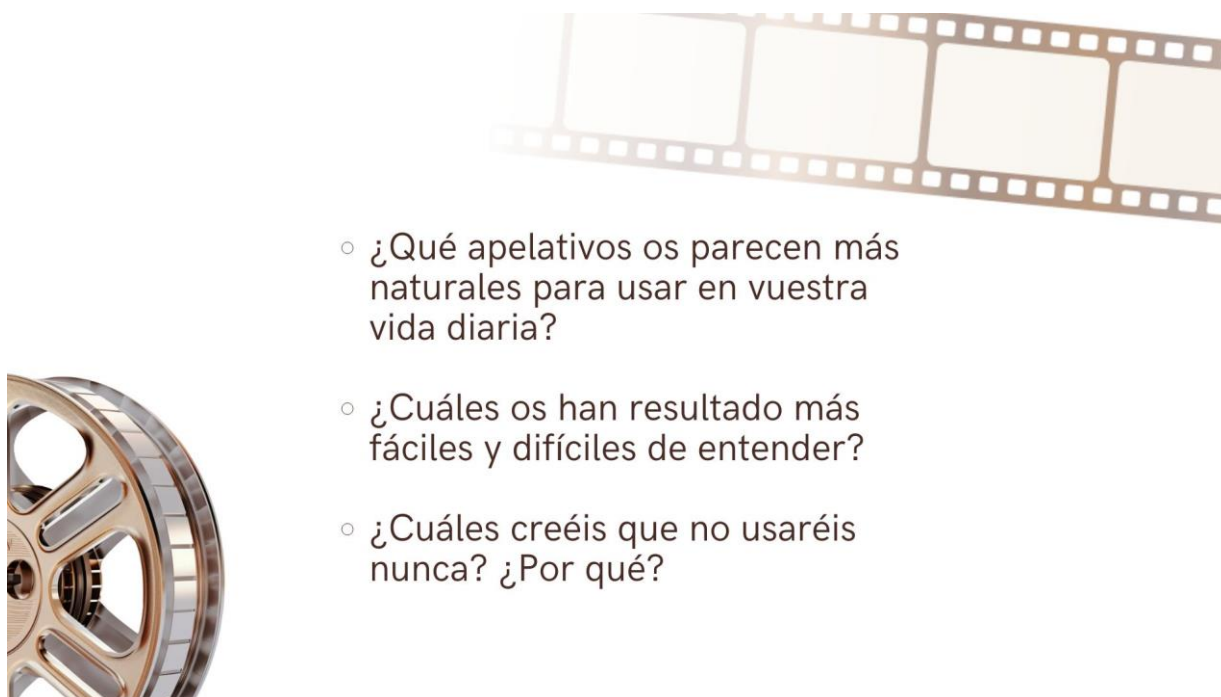 ¿Qué apelativos os parecen más
naturales para usar en vuestra
vida diaria?
¿Cuáles os han resultado más
fáciles y difíciles de entender?
¿Cuáles creéis que no usaréis
nunca? ¿Por qué?